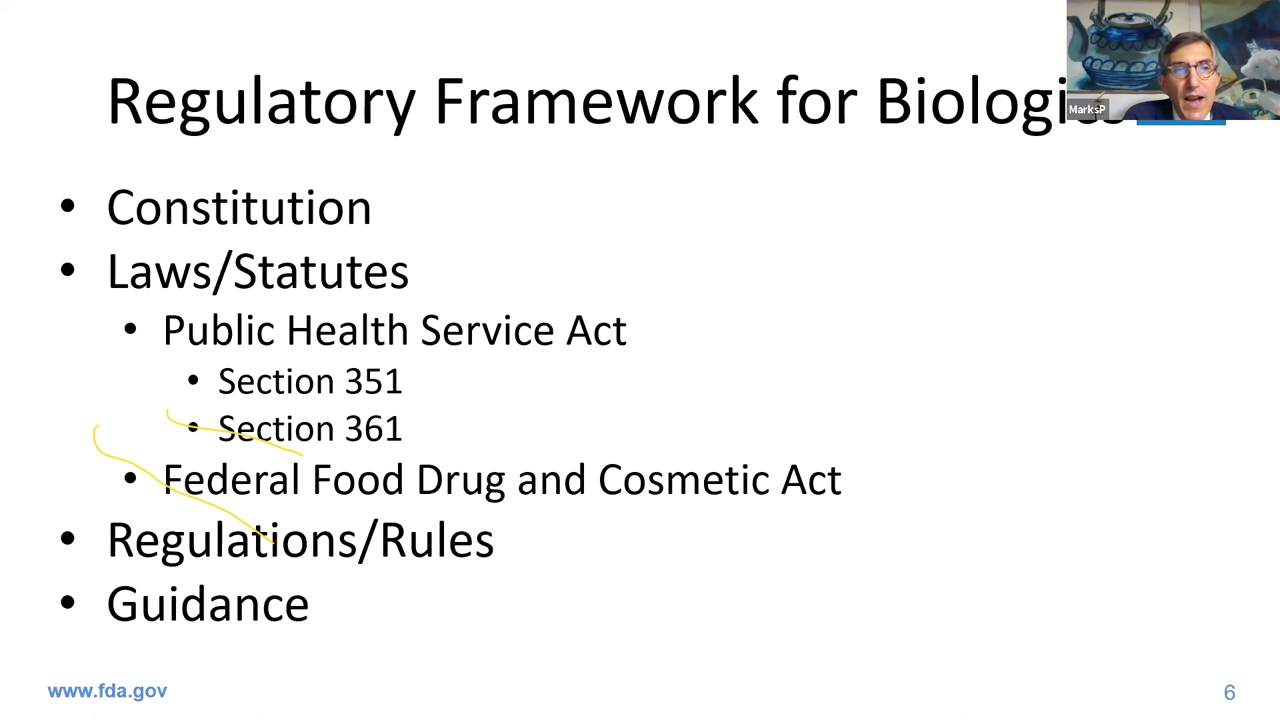 Regulatory Framework for
MarksP
• Constitution
• Laws/Statutes
• Public Health Service Act
• Section 351
• Section 361
• Federal Food Drug and Cosmetic Act
• Regulations/Rules
• Guidance
www.fda.gov
6